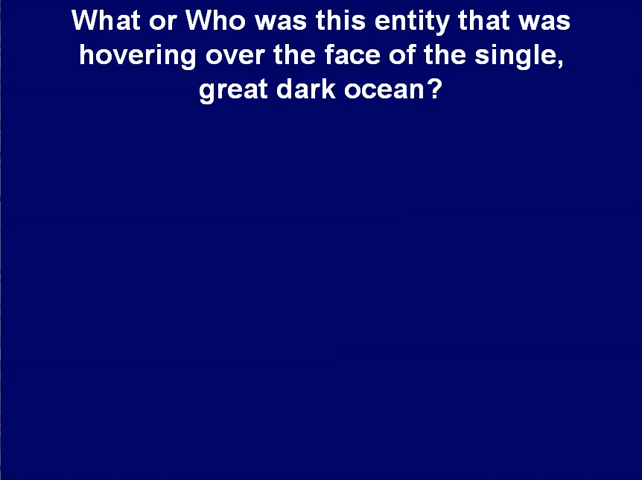 What or Who was this entity that was
hovering over the face of the single,
great dark ocean?